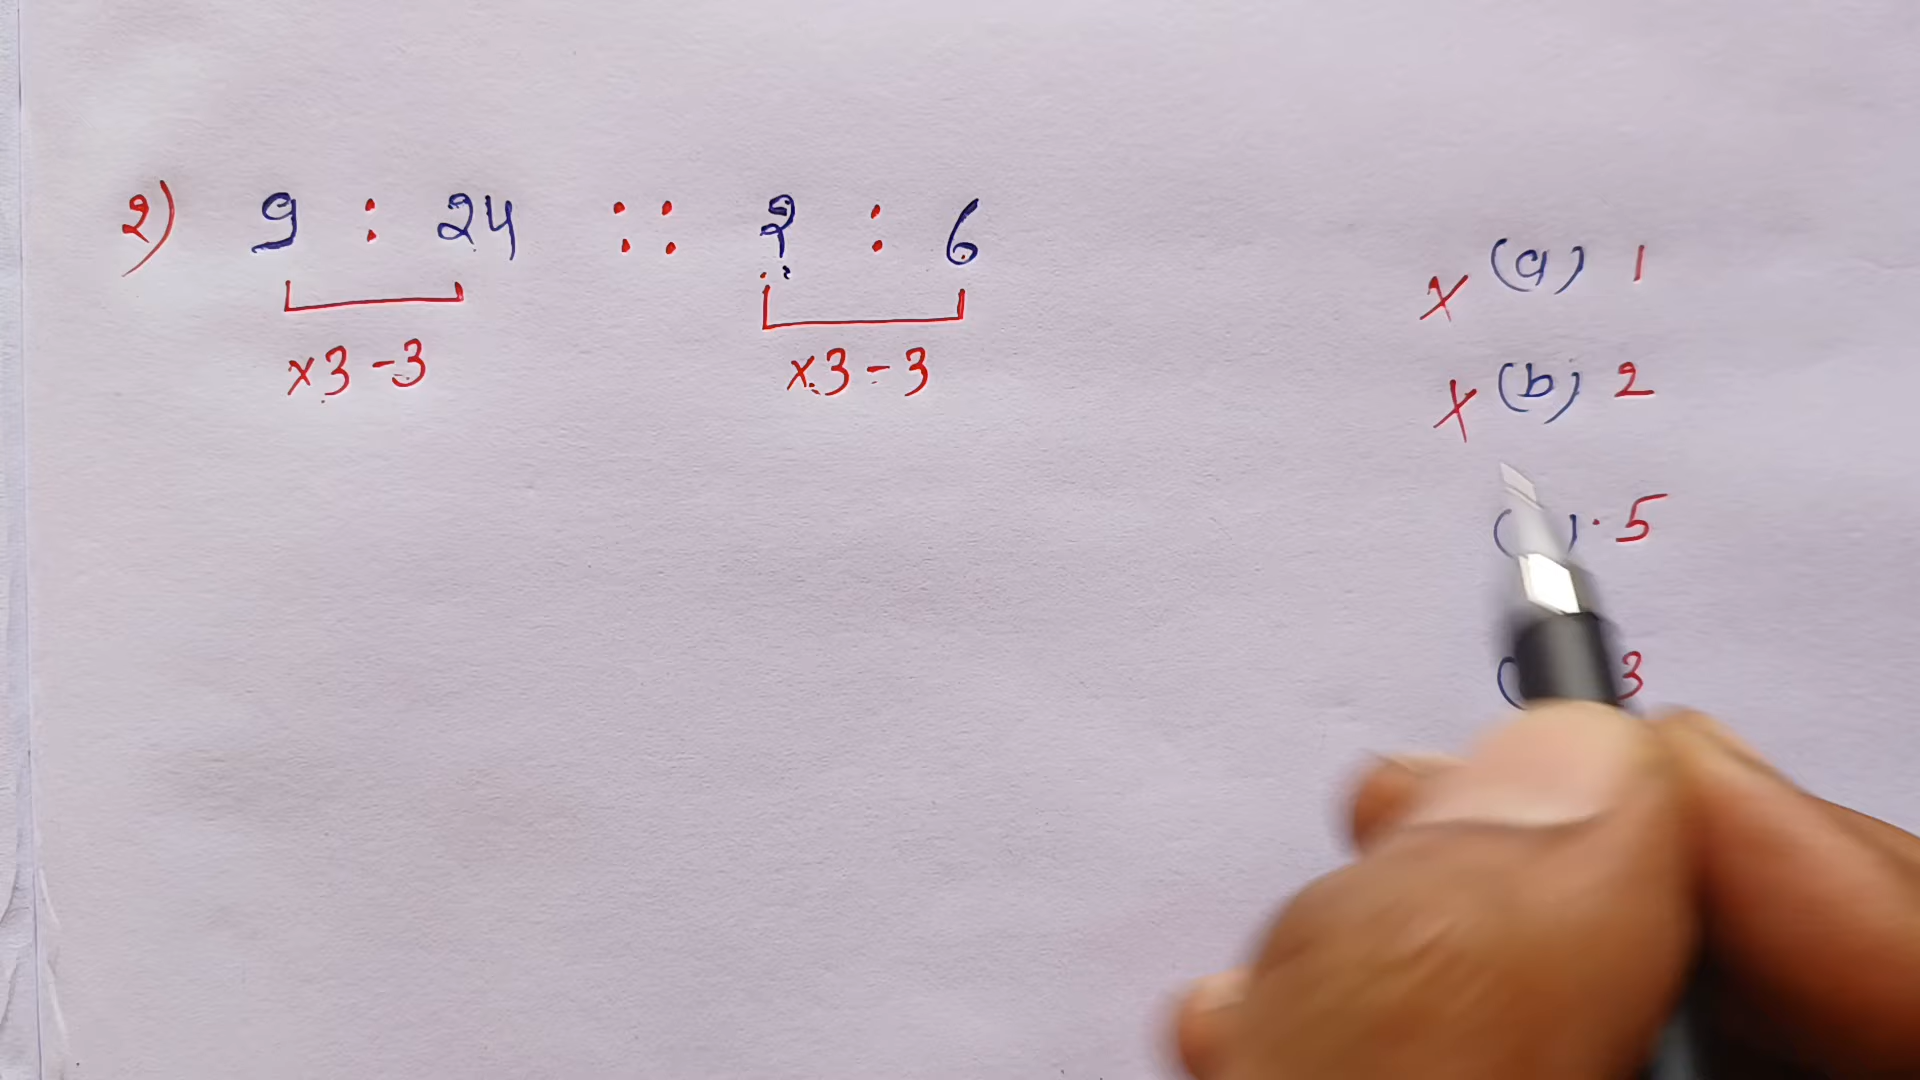 2) 9 : 24 :: ? : 6
×3 -3 ×3 - 3
× (a) 1
× (b) 2
( ) 5
( 3